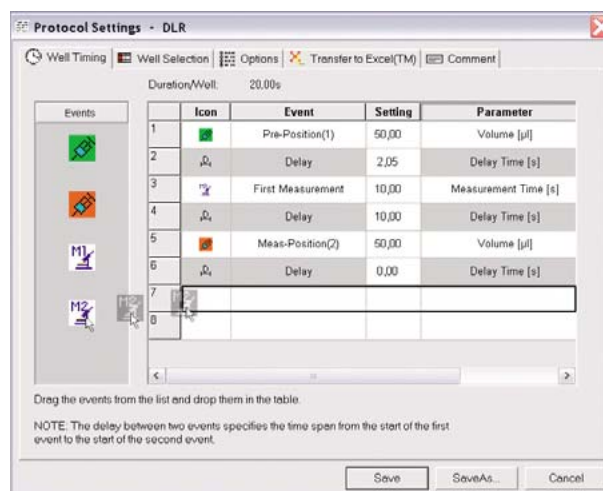 Protocol Settings - DLR
Well Timing Well Selection Options Transfer to Excel(TM) Comment
Duration/Well: 20.00s
Events
Icon Event Setting Parameter
1 Pre-Position(1) 50,00 Volume [µl]
2 Delay 2,05 Delay Time [s]
3 First Measurement 10,00 Measurement Time [s]
4 Delay 10,00 Delay Time [s]
5 Meas-Position(2) 50,00 Volume [µl]
6 Delay 0,00 Delay Time [s]
7
8
M1
M2 M2
Drag the events from the list and drop them in the table.
NOTE: The delay between two events specifies the time span from the start of the first
event to the start of the second event.
Save SaveAs... Cancel